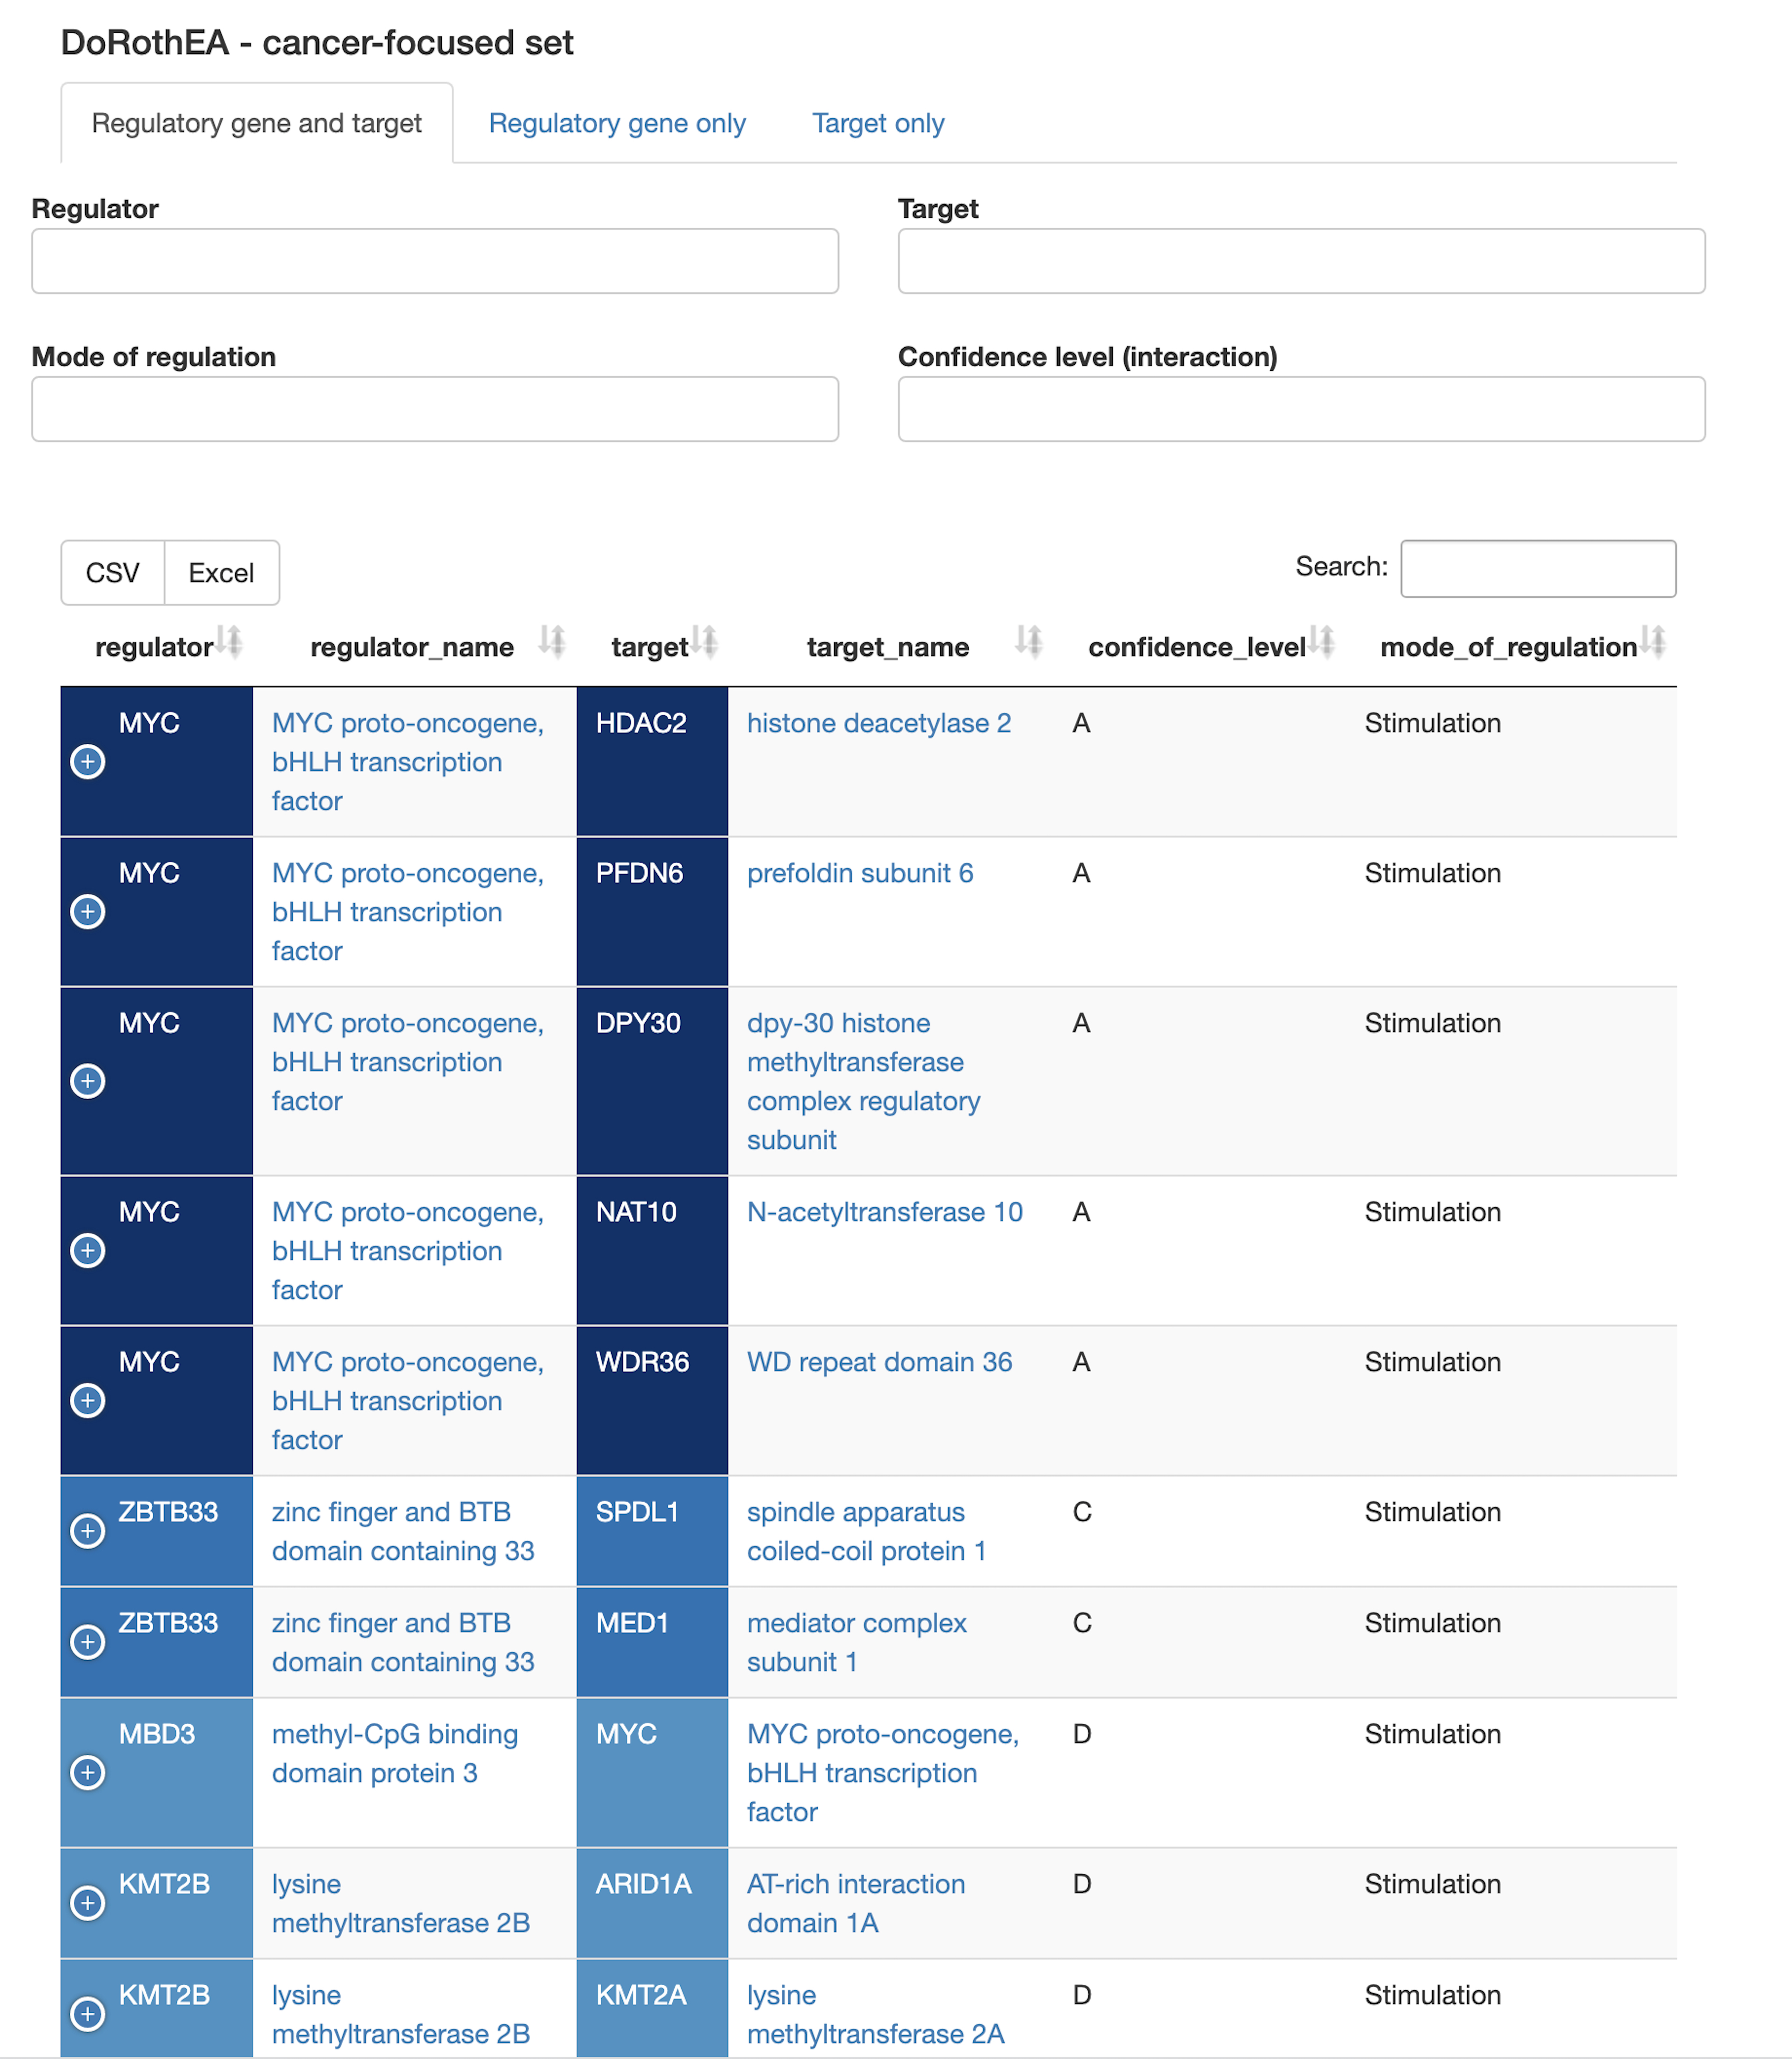 DoRothEA - cancer-focused set
Regulatory gene and target Regulatory gene only Target only
Regulator Target
Mode of regulation Confidence level (interaction)
CSV Excel Search:
regulator regulator_name target target_name confidence_level mode_of_regulation
MYC MYC proto-oncogene, HDAC2 histone deacetylase 2 A Stimulation
bHLH transcription
factor
MYC MYC proto-oncogene, PFDN6 prefoldin subunit 6 A Stimulation
bHLH transcription
factor
MYC MYC proto-oncogene, DPY30 dpy-30 histone A Stimulation
bHLH transcription methyltransferase
factor complex regulatory
subunit
MYC MYC proto-oncogene, NAT10 N-acetyltransferase 10 A Stimulation
bHLH transcription
factor
MYC MYC proto-oncogene, WDR36 WD repeat domain 36 A Stimulation
bHLH transcription
factor
ZBTB33 zinc finger and BTB SPDL1 spindle apparatus C Stimulation
domain containing 33 coiled-coil protein 1
ZBTB33 zinc finger and BTB MED1 mediator complex C Stimulation
domain containing 33 subunit 1
MBD3 methyl-CpG binding MYC MYC proto-oncogene, D Stimulation
domain protein 3 bHLH transcription
factor
KMT2B lysine ARID1A AT-rich interaction D Stimulation
methyltransferase 2B domain 1A
KMT2B lysine KMT2A lysine D Stimulation
methyltransferase 2B methyltransferase 2A